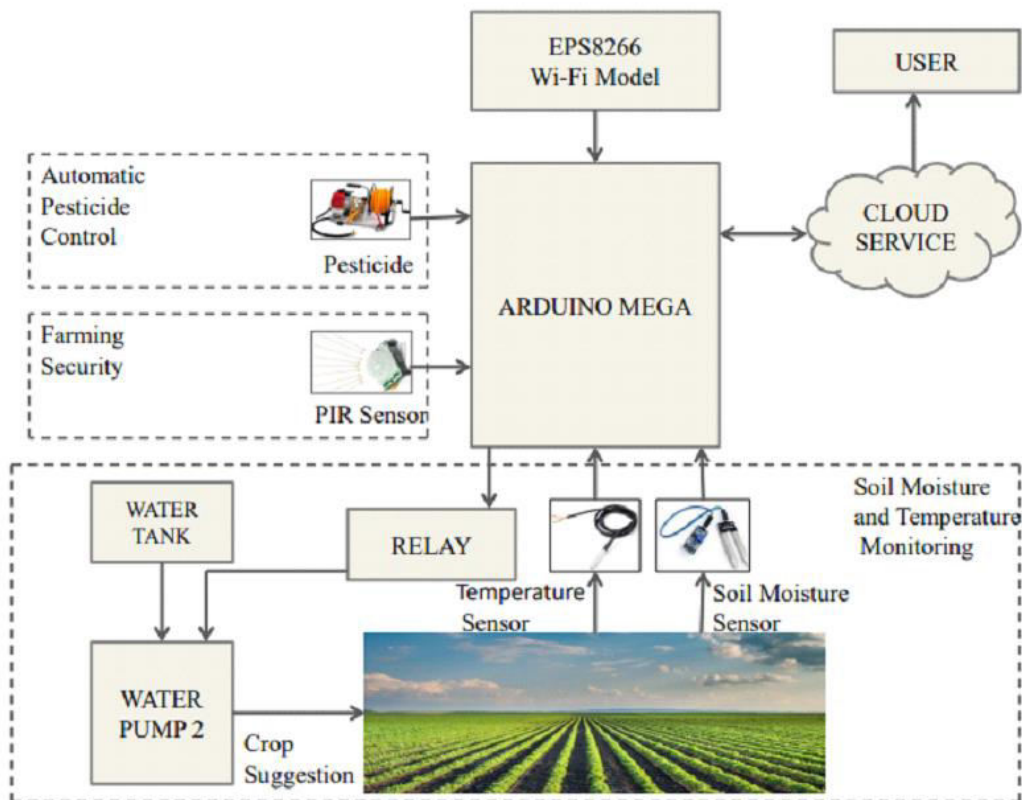 EPS8266
Wi-Fi Model
USER
Automatic
Pesticide
Control
Pesticide
CLOUD
SERVICE
ARDUINO MEGA
Farming
Security
PIR Sensor
WATER
TANK
RELAY
Soil Moisture
and Temperature
Monitoring
Temperature
Sensor
Soil Moisture
Sensor
WATER
PUMP 2
Crop
Suggestion